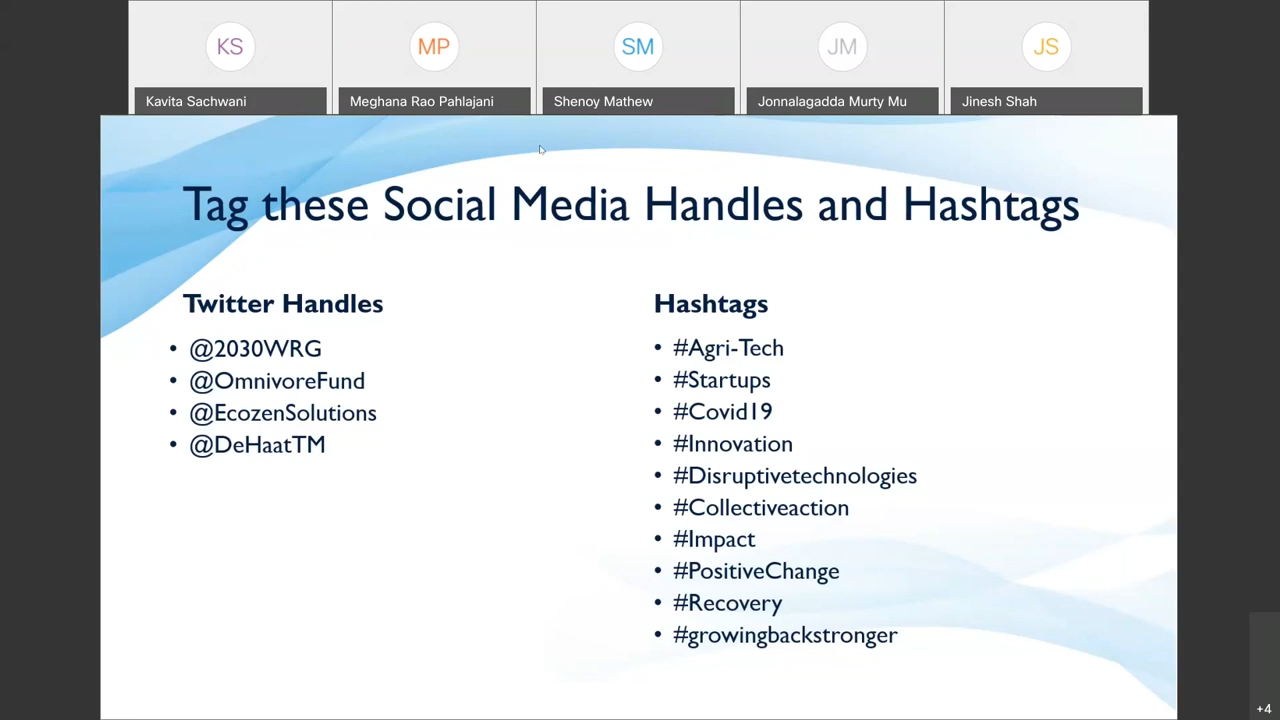 KS
MP
SM
JM
JS
Kavita Sachwani
Meghana Rao Pahlajani
Shenoy Mathew
Jonnalagadda Murty Mu
Jinesh Shah
Tag these Social Media Handles and Hashtags
Twitter Handles
@2030WRG
@OmnivoreFund
@EcozenSolutions
@DeHaatTM
Hashtags
#Agri-Tech
#Startups
#Covid19
#Innovation
#Disruptivetechnologies
#Collectiveaction
#Impact
#PositiveChange
#Recovery
#growingbackstronger
+4